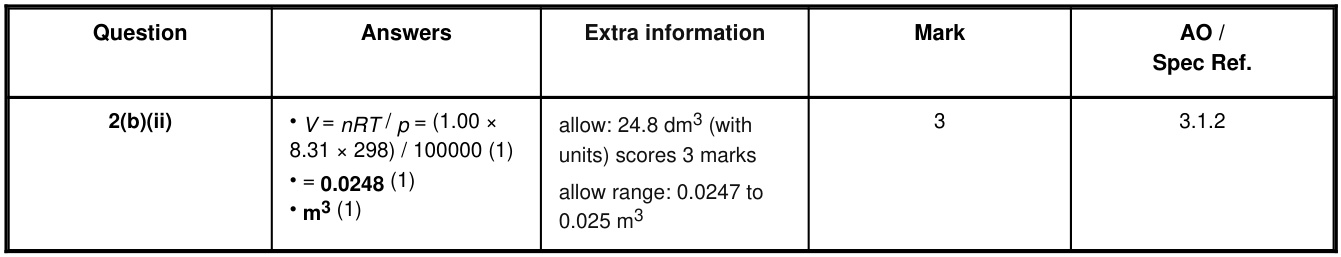 Question Answers Extra information Mark AO /
Spec Ref.
2(b)(ii)
• V = nRT / p = (1.00 ×
8.31 × 298) / 100000 (1)
• = 0.0248 (1)
• m³ (1)
allow: 24.8 dm³ (with
units) scores 3 marks
allow range: 0.0247 to
0.025 m³
3
3.1.2